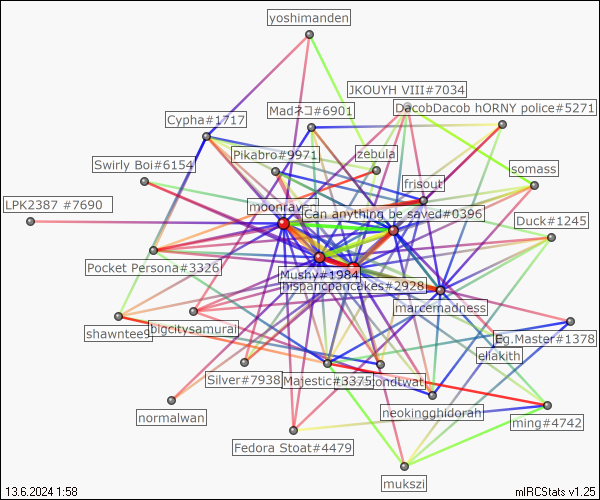 yoshimanden
JKOUYH VIII#7034
Madネコ#6901
DacobDacob hORNY police#5271
Cypha#1717
Pikabro#9971
zebula
Swirly Boi#6154
somass
frisout
LPK2387 #7690
moonraven
Can anything be saved#0396
Duck#1245
Pocket Persona#3326
Mushy#1984
hispancpancakes#2928
marcemadness
shawntee
bigcitysamurai
Eg.Master#1378
ellakith
Silver#7938
Majestic#3375
ondtwat
normalwan
neokingghidorah
ming#4742
Fedora Stoat#4479
mukszi
13.6.2024 1:58
mIRCStats v1.25